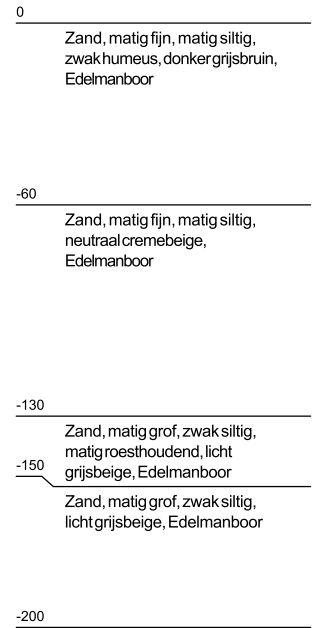 0
Zand, matig fijn, matig siltig,
zwak humeus, donker grijsbruin,
Edelmanboor
-60
Zand, matig fijn, matig siltig,
neutraal cremebeige,
Edelmanboor
-130
Zand, matig grof, zwak siltig,
matig roesthoudend, licht
grijsbeige, Edelmanboor
-150
Zand, matig grof, zwak siltig,
licht grijsbeige, Edelmanboor
-200